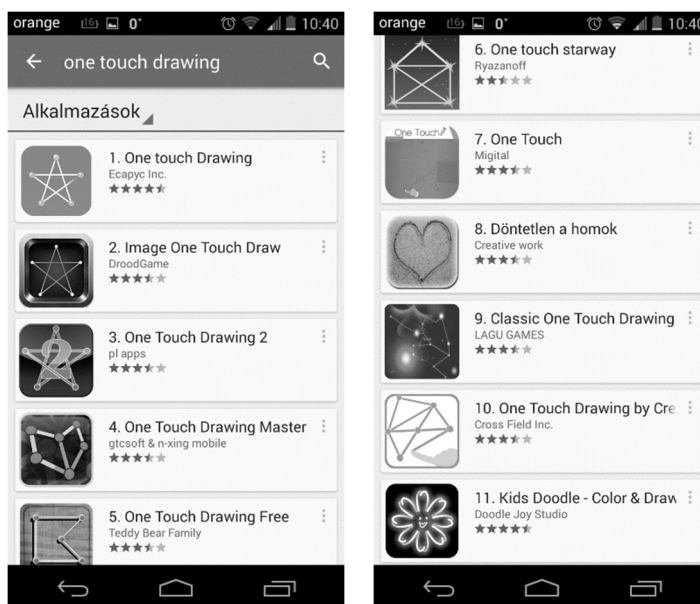 orange 16 0° 10:40
one touch drawing
Alkalmazások
1. One touch Drawing
Ecapyc Inc.
2. Image One Touch Draw
DroodGame
3. One Touch Drawing 2
pl apps
2
4. One Touch Drawing Master
gtcsoft & n-xing mobile
5. One Touch Drawing Free
Teddy Bear Family
orange 16 0° 10:40
6. One touch starway
Ryazanoff
7. One Touch
Migital
One Touch
8. Döntetlen a homok
Creative work
9. Classic One Touch Drawing
LAGU GAMES
10. One Touch Drawing by Cre
Cross Field Inc.
11. Kids Doodle - Color & Draw
Doodle Joy Studio